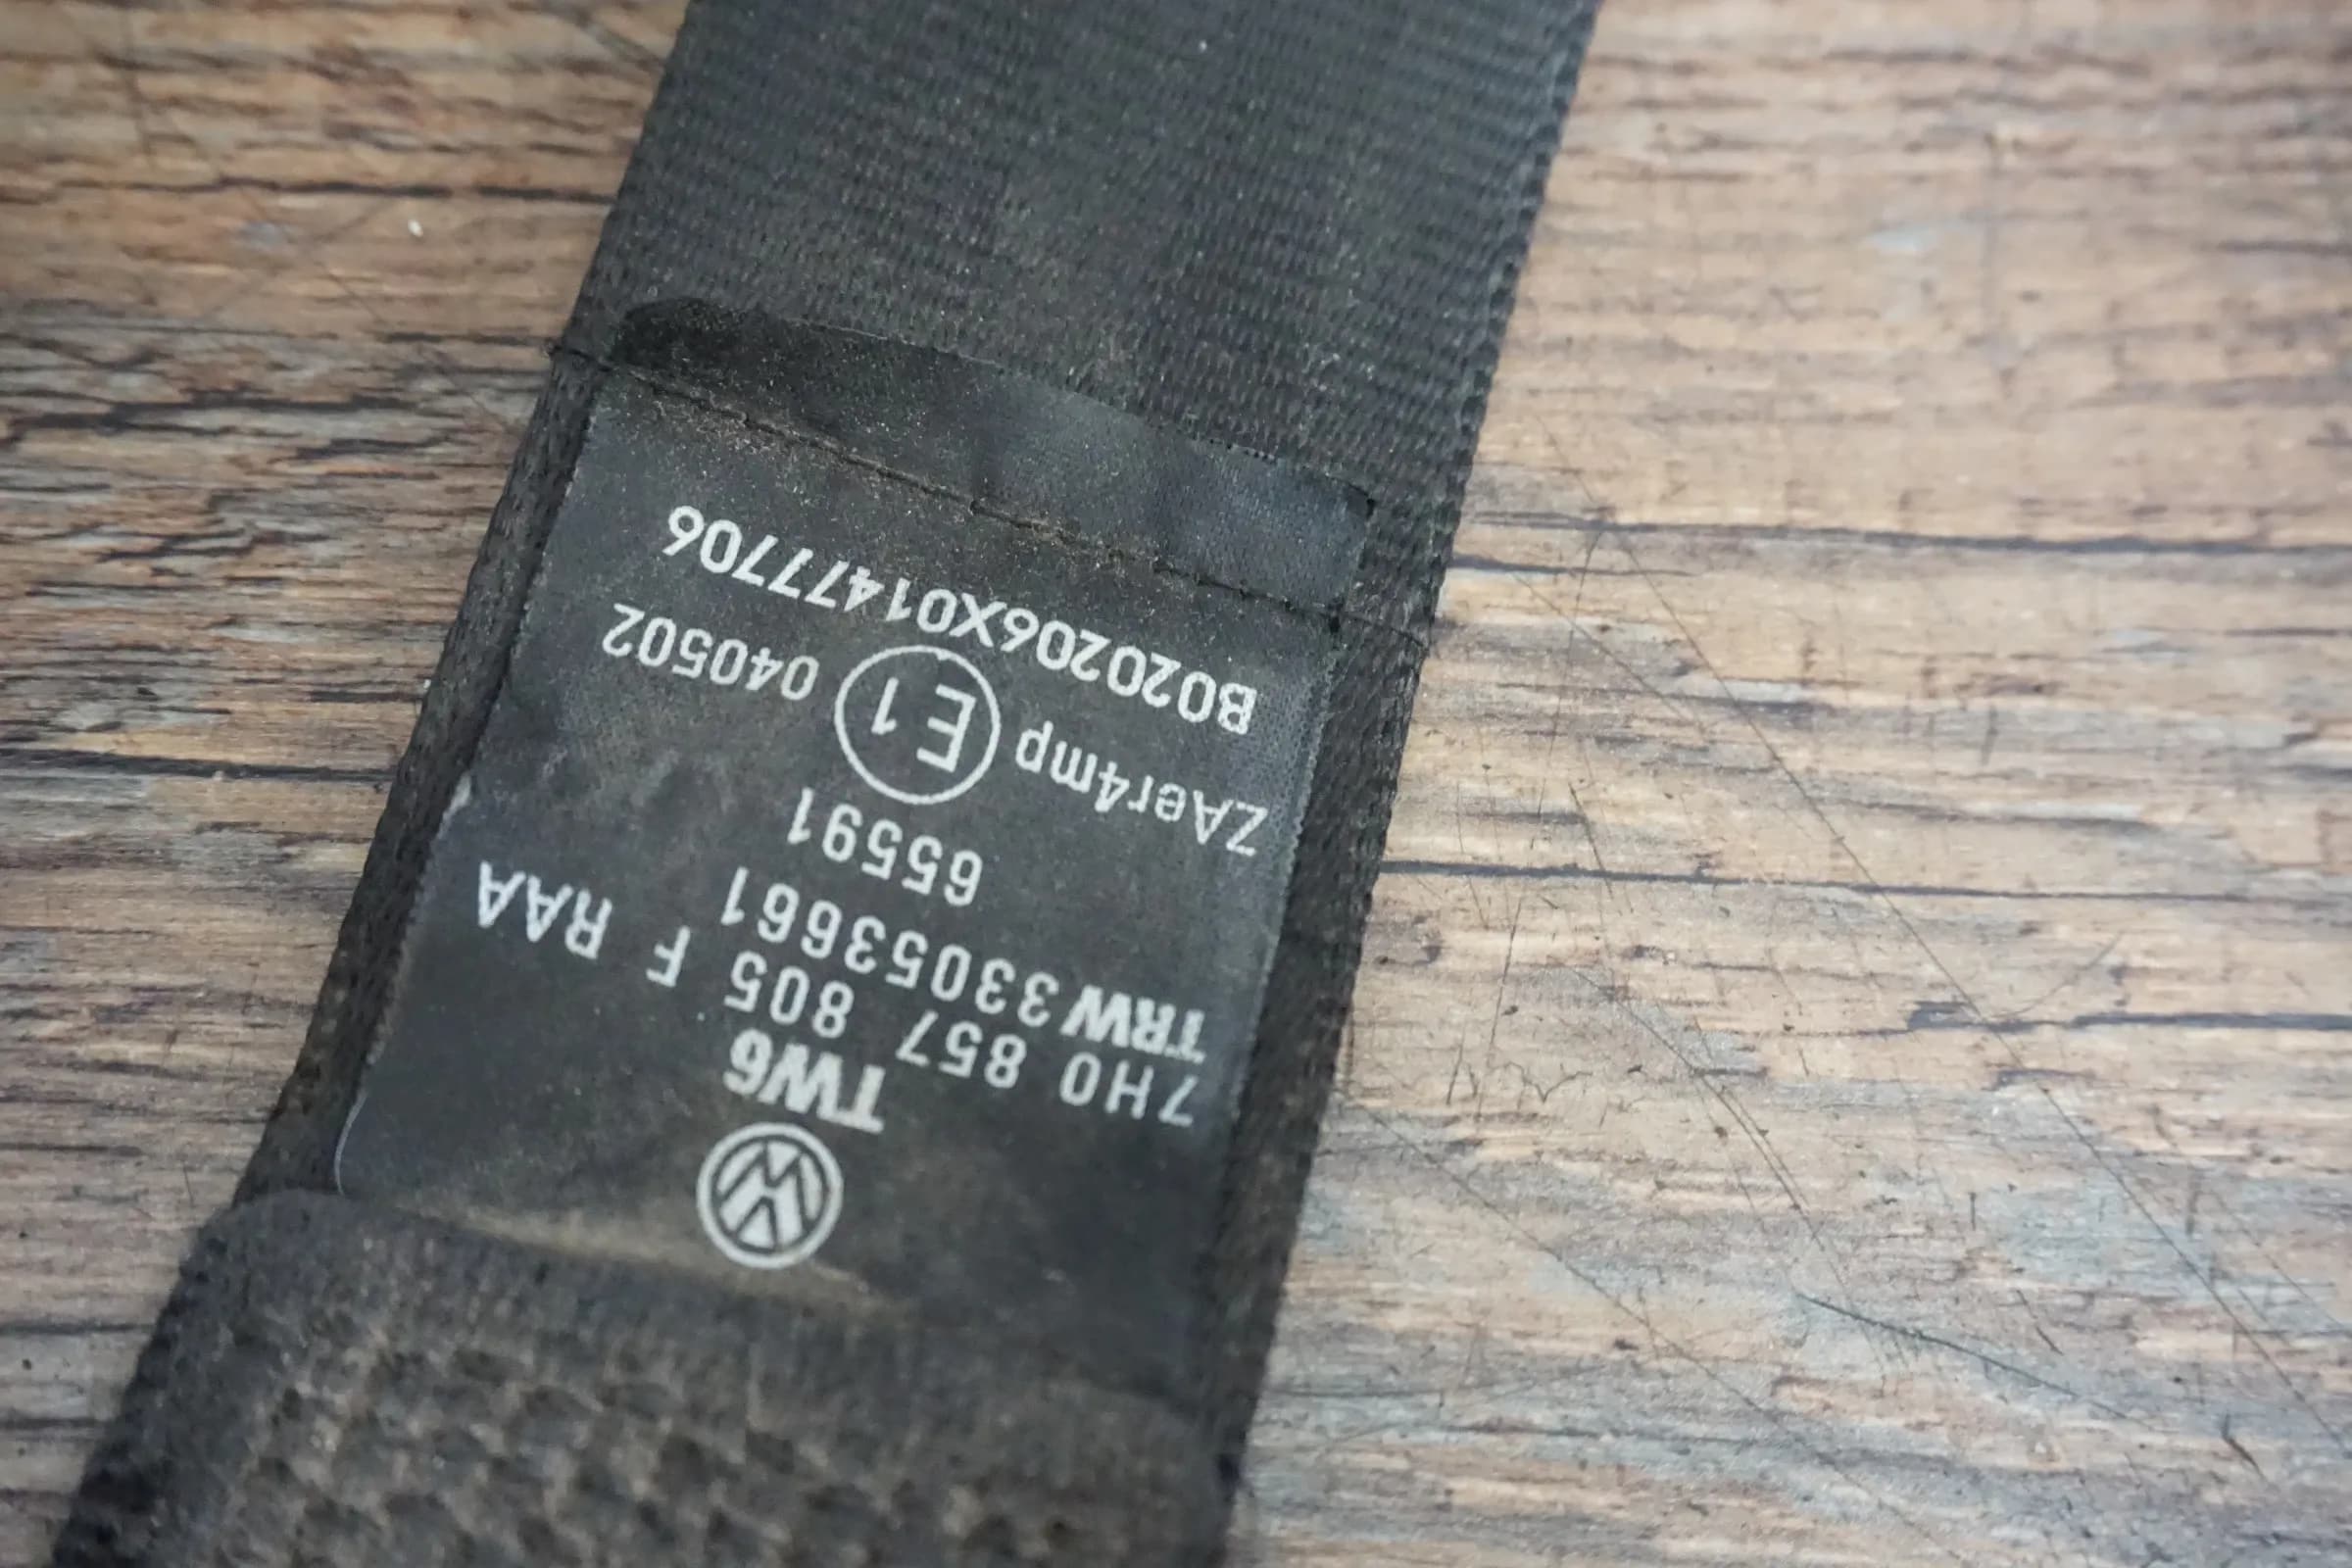 TW6
7H0 857 805 F RAA
TRW 33053661
65591
ZAer4mp E1 040502
B020206X01477706